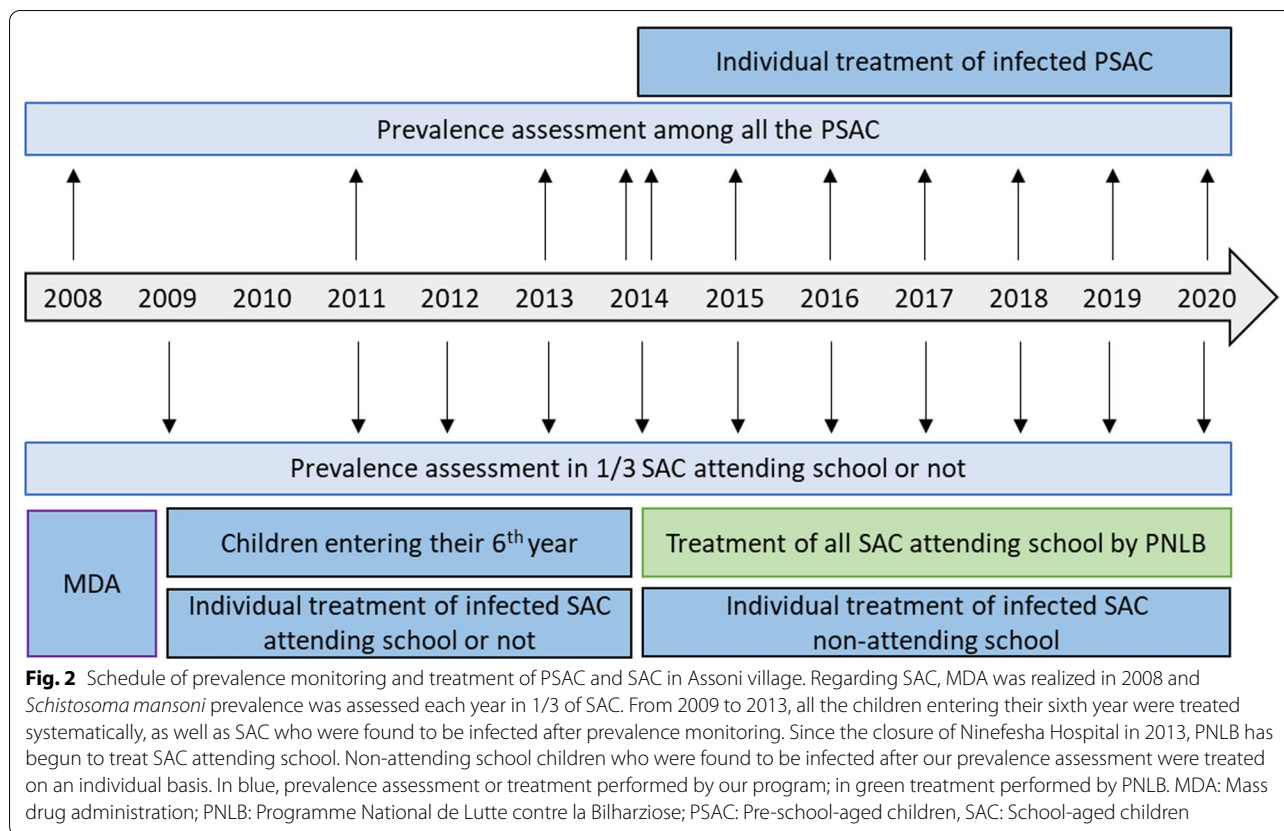 Individual treatment of infected PSAC
Prevalence assessment among all the PSAC
2008 2009 2010 2011 2012 2013 2014 2015 2016 2017 2018 2019 2020
Prevalence assessment in 1/3 SAC attending school or not
MDA
Children entering their 6th year
Treatment of all SAC attending school by PNLB
Individual treatment of infected SAC
attending school or not
Individual treatment of infected SAC
non-attending school
Fig. 2 Schedule of prevalence monitoring and treatment of PSAC and SAC in Assoni village. Regarding SAC, MDA was realized in 2008 and
Schistosoma mansoni prevalence was assessed each year in 1/3 of SAC. From 2009 to 2013, all the children entering their sixth year were treated
systematically, as well as SAC who were found to be infected after prevalence monitoring. Since the closure of Ninefesha Hospital in 2013, PNLB has
begun to treat SAC attending school. Non-attending school children who were found to be infected after our prevalence assessment were treated
on an individual basis. In blue, prevalence assessment or treatment performed by our program; in green treatment performed by PNLB. MDA: Mass
drug administration; PNLB: Programme National de Lutte contre la Bilharziose; PSAC: Pre-school-aged children, SAC: School-aged children